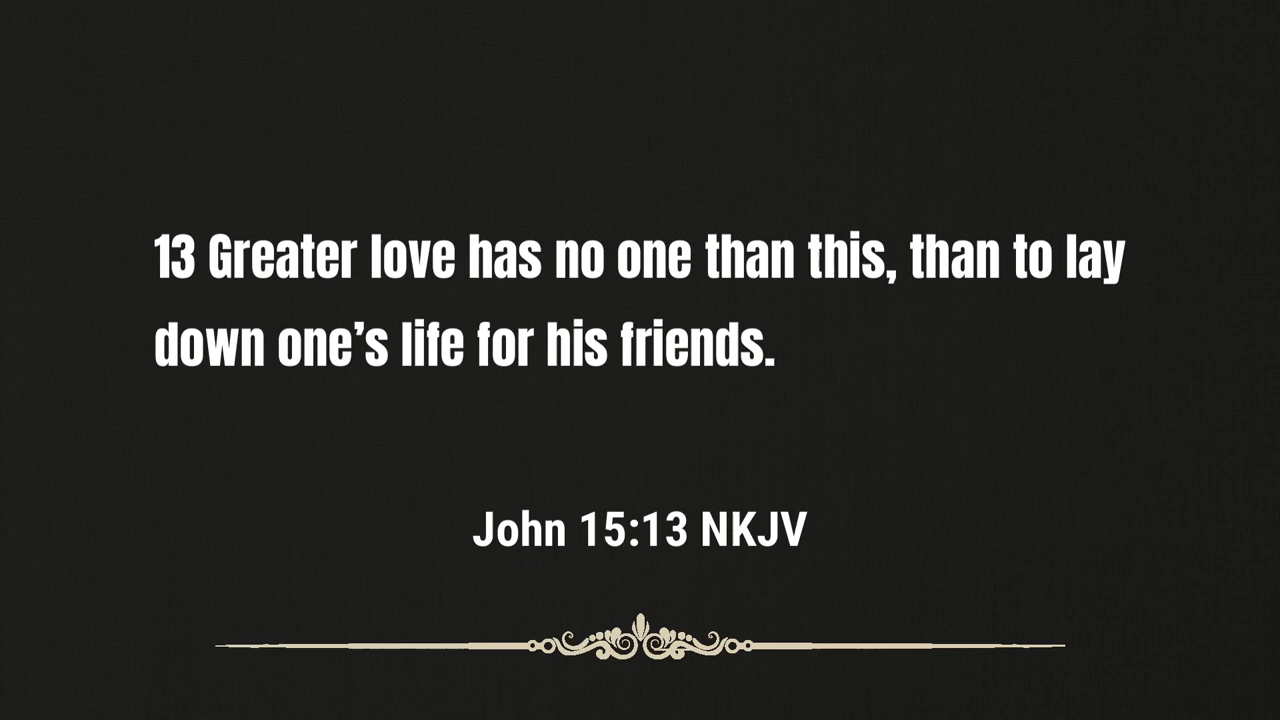 13 Greater love has no one than this, than to lay
down one’s life for his friends.
John 15:13 NKJV